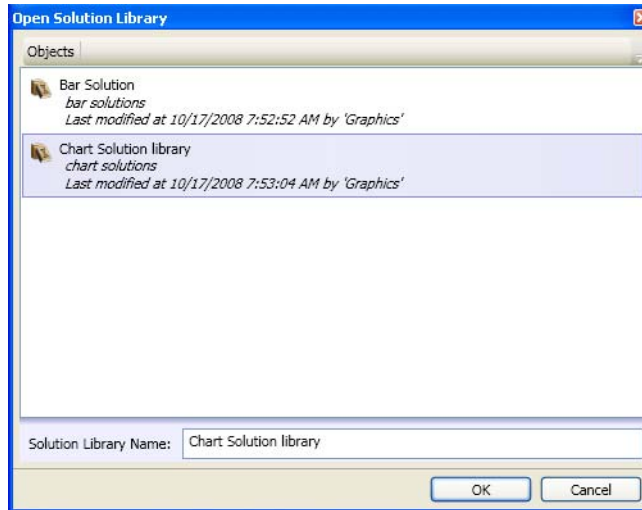 Open Solution Library
Objects
Bar Solution
bar solutions
Last modified at 10/17/2008 7:52:52 AM by 'Graphics'
Chart Solution library
chart solutions
Last modified at 10/17/2008 7:53:04 AM by 'Graphics'
Solution Library Name: Chart Solution library
OK Cancel